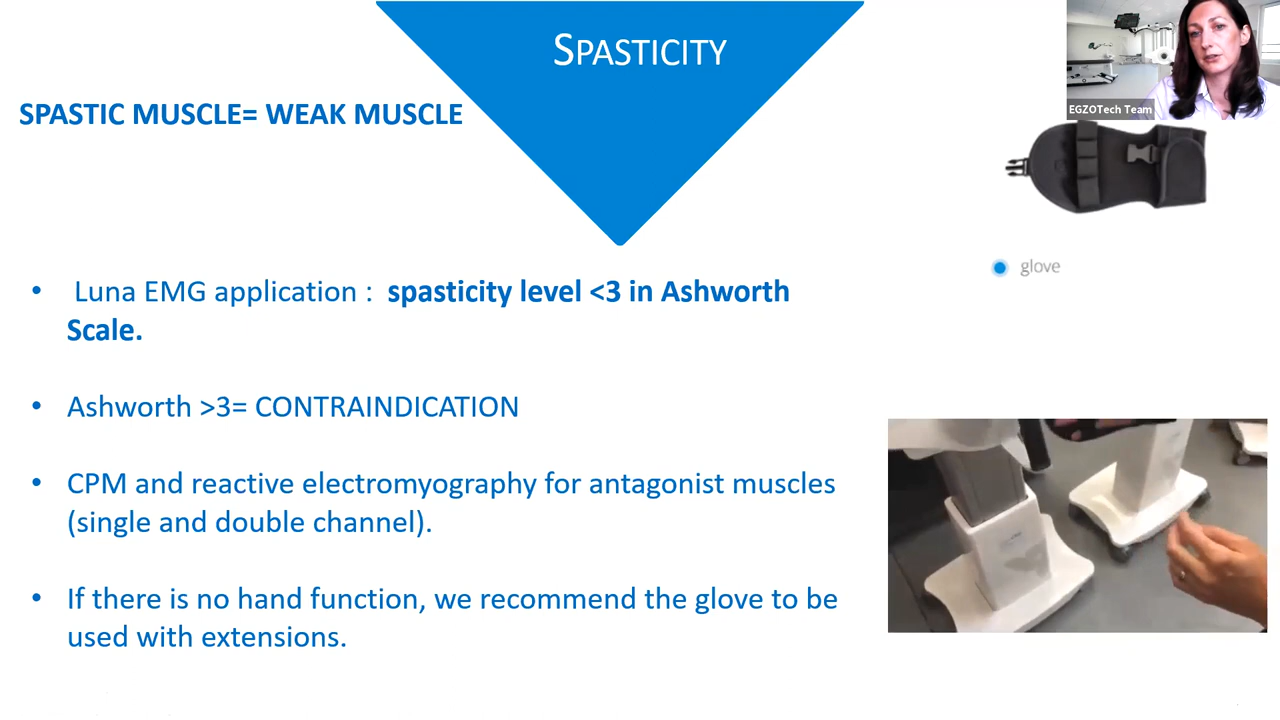 SPASTICITY
EGZOTech Team
SPASTIC MUSCLE= WEAK MUSCLE
glove
• Luna EMG application : spasticity level <3 in Ashworth
Scale.
• Ashworth >3= CONTRAINDICATION
• CPM and reactive electromyography for antagonist muscles
(single and double channel).
• If there is no hand function, we recommend the glove to be
used with extensions.